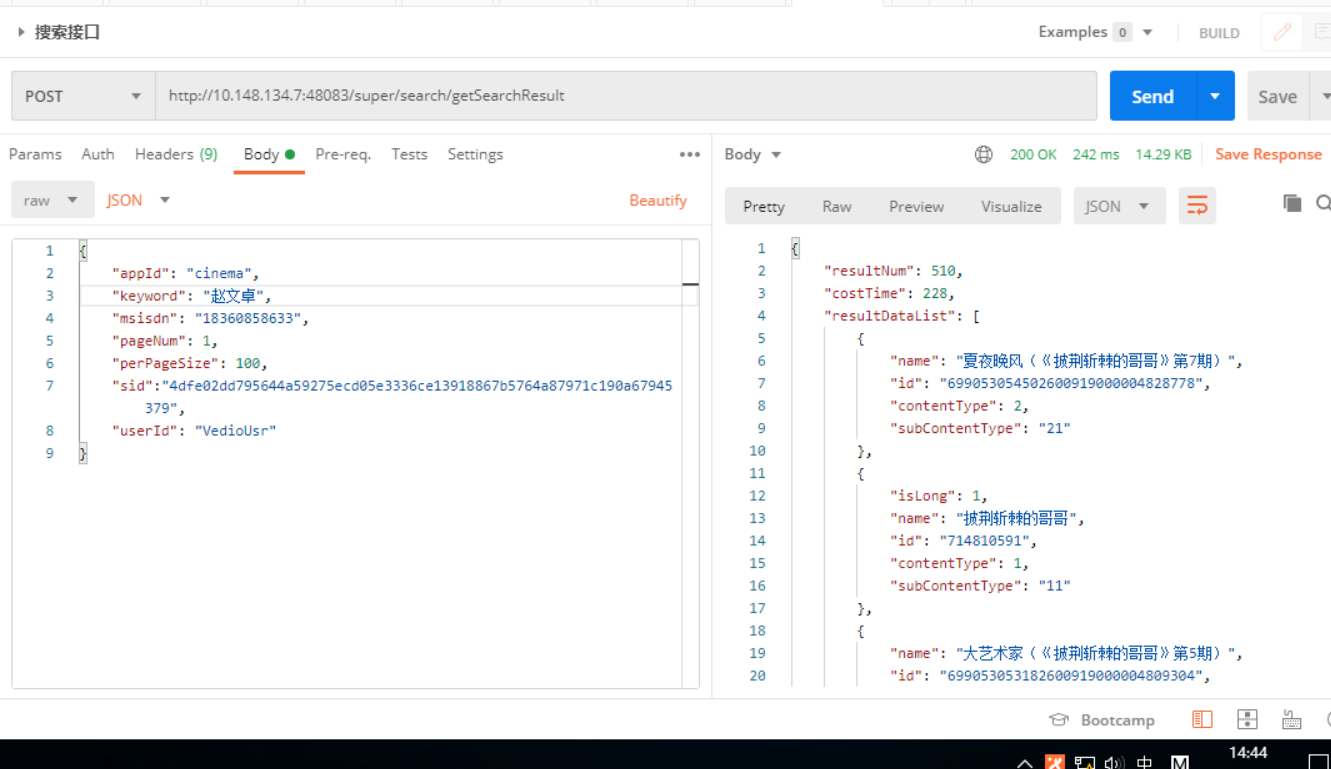 搜索接口
Examples 0
BUILD
POST
http://10.148.134.7:48083/super/search/getSearchResult
Send
Save
Params Auth Headers (9) Body Pre-req. Tests Settings
raw JSON
Beautify
1 {
2 "appId": "cinema",
3 "keyword": "赵文卓",
4 "msisdn": "18360858633",
5 "pageNum": 1,
6 "perPageSize": 100,
7 "sid":"4dfe02dd795644a59275ecd05e3336ce13918867b5764a87971c190a67945
379",
8 "userId": "VedioUsr"
9 }
Body
200 OK 242 ms 14.29 KB Save Response
Pretty Raw Preview Visualize JSON
1 {
2 "resultNum": 510,
3 "costTime": 228,
4 "resultDataList": [
5 {
6 "name": "夏夜晚风（《披荆斩棘的哥哥》第7期）",
7 "id": "699053054502600919000004828778",
8 "contentType": 2,
9 "subContentType": "21"
10 },
11 {
12 "isLong": 1,
13 "name": "披荆斩棘的哥哥",
14 "id": "714810591",
15 "contentType": 1,
16 "subContentType": "11"
17 },
18 {
19 "name": "大艺术家（《披荆斩棘的哥哥》第5期）",
20 "id": "699053053182600919000004809304",
Bootcamp
中 M
14:44